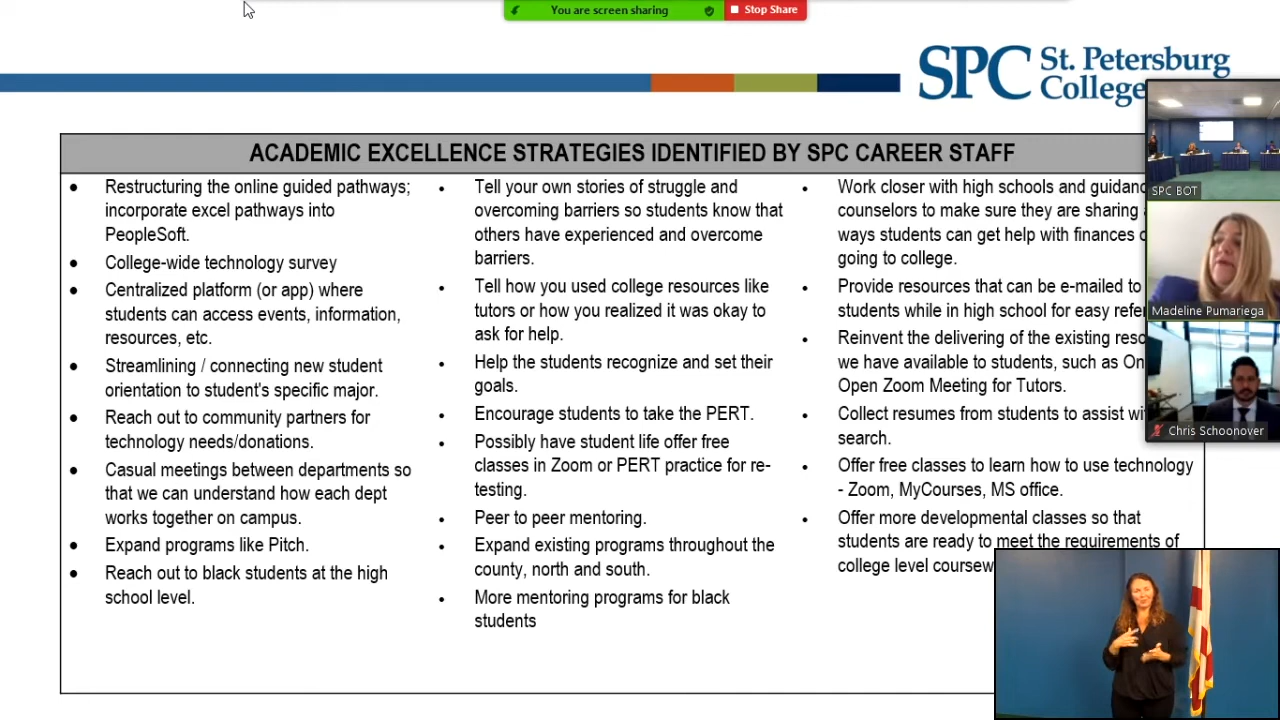 You are screen sharing
Stop Share
SPC St. Petersburg College
ACADEMIC EXCELLENCE STRATEGIES IDENTIFIED BY SPC CAREER STAFF
● Restructuring the online guided pathways;
incorporate excel pathways into
PeopleSoft.
● College-wide technology survey
● Centralized platform (or app) where
students can access events, information,
resources, etc.
● Streamlining / connecting new student
orientation to student's specific major.
● Reach out to community partners for
technology needs/donations.
● Casual meetings between departments so
that we can understand how each dept
works together on campus.
● Expand programs like Pitch.
● Reach out to black students at the high
school level.
• Tell your own stories of struggle and
overcoming barriers so students know that
others have experienced and overcome
barriers.
• Tell how you used college resources like
tutors or how you realized it was okay to
ask for help.
• Help the students recognize and set their
goals.
• Encourage students to take the PERT.
• Possibly have student life offer free
classes in Zoom or PERT practice for re-
testing.
• Peer to peer mentoring.
• Expand existing programs throughout the
county, north and south.
• More mentoring programs for black
students
• Work closer with high schools and
counselors to make sure they are sharing
ways students can get help with finances
going to college.
• Provide resources that can be e-mailed to
students while in high school for easy
• Reinvent the delivering of the existing
we have available to students, such as
Open Zoom Meeting for Tutors.
• Collect resumes from students to assist
search.
• Offer free classes to learn how to use technology
- Zoom, MyCourses, MS office.
• Offer more developmental classes so that
students are ready to meet the requirements of
college level
SPC BOT
Madeline Pumariega
Chris Schoonover